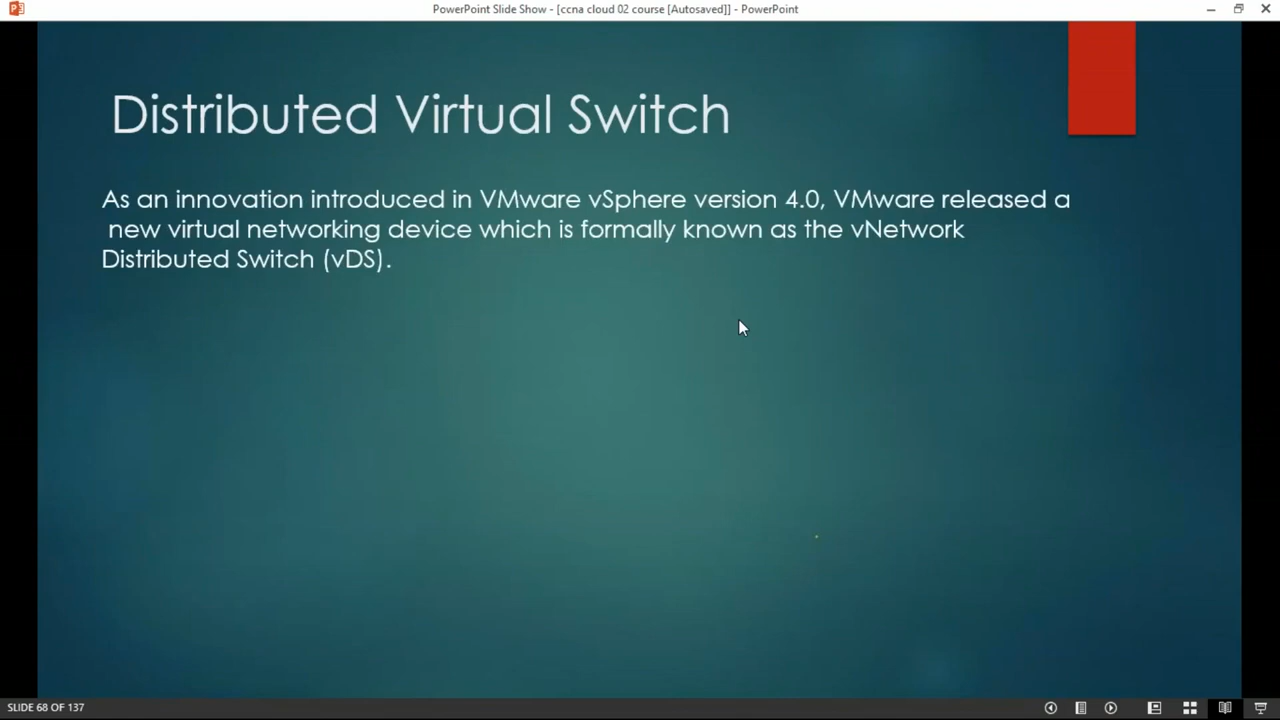 PowerPoint Slide Show - [ccna cloud 02 course [Autosaved]] - PowerPoint
Distributed Virtual Switch
As an innovation introduced in VMware vSphere version 4.0, VMware released a
new virtual networking device which is formally known as the vNetwork
Distributed Switch (vDS).
SLIDE 68 OF 137